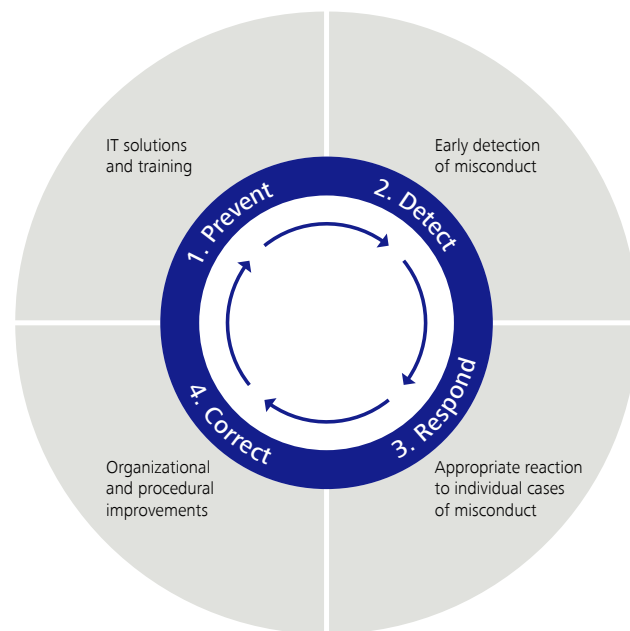 IT solutions
and training
1. Prevent
Early detection
of misconduct
2. Detect
Appropriate reaction
to individual cases
of misconduct
3. Respond
Organizational
and procedural
improvements
4. Correct